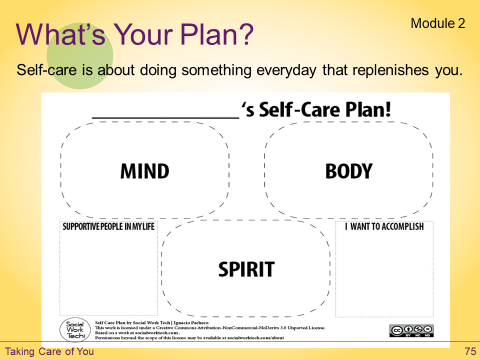 Module 2
What's Your Plan?
Self-care is about doing something everyday that replenishes you.
_______________ 's Self-Care Plan!
MIND
BODY
SUPPORTIVE PEOPLE IN MY LIFE
I WANT TO ACCOMPLISH
SPIRIT
Social
Work
Tech
Self Care Plan by Social Work Tech | Ignacio Pacheco
This work is licensed under a Creative Commons Attribution-NonCommercial-NoDerivs 3.0 Unported License.
Based on a work at socialworktech.com.
Permissions beyond the scope of this license may be available at socialworktech.com/about
Taking Care of You
75